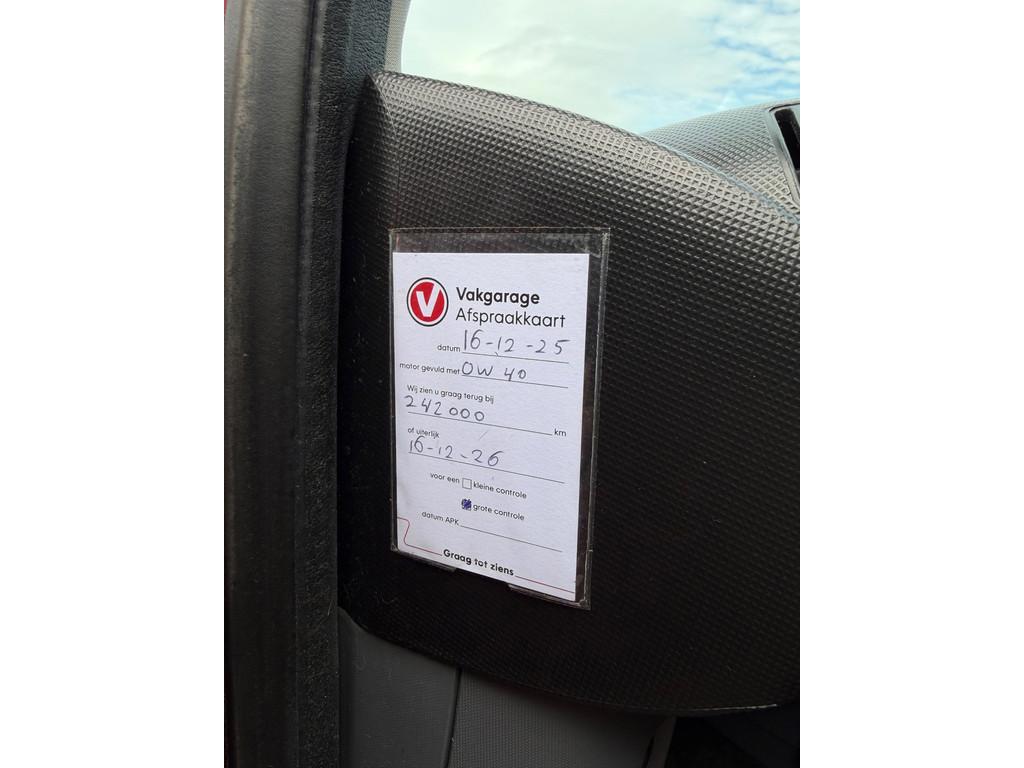 V Vakgarage
Afspraakkaart
datum 16-12-25
motor gevuld met 0W 40
Wij zien u graag terug bij
242000 km
of uiterlijk
16-12-26
voor een kleine controle
grote controle
datum APK
Graag tot ziens